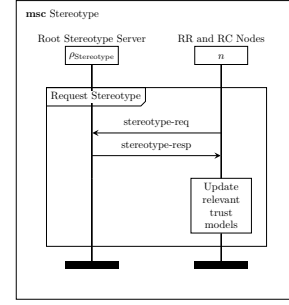 msc Stereotype
Root Stereotype Server
RR and RC Nodes
ρStereotype
n
Request Stereotype
stereotype-req
stereotype-resp
Update
relevant
trust
models